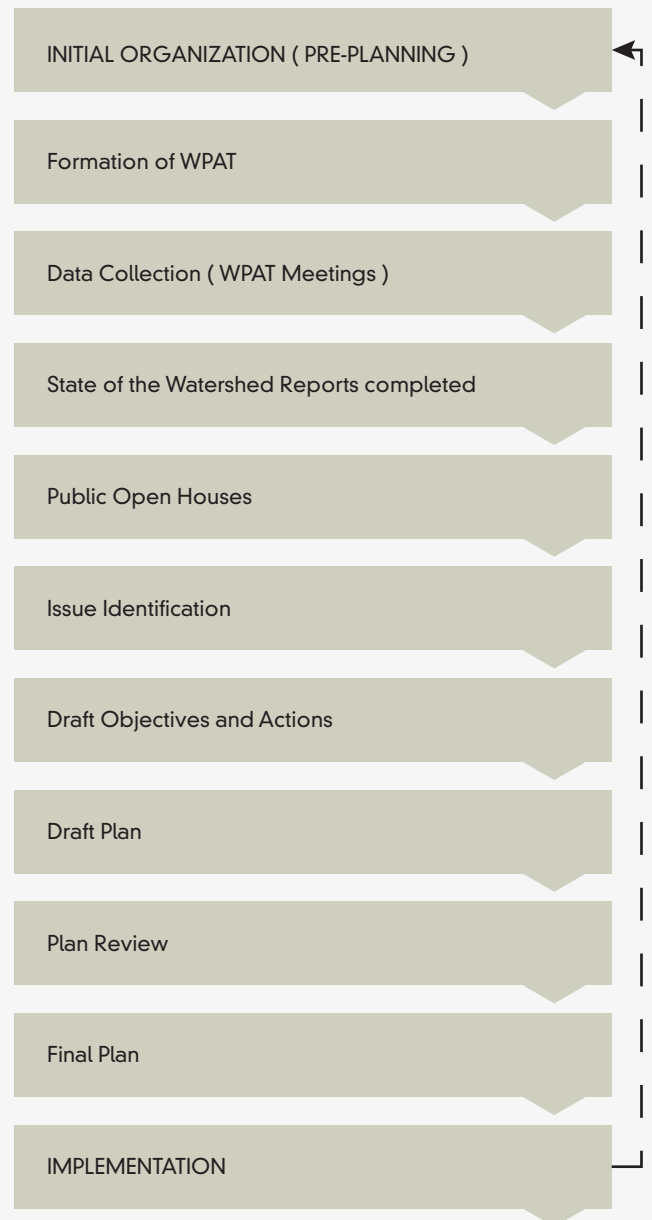 INITIAL ORGANIZATION ( PRE-PLANNING )
Formation of WPAT
Data Collection ( WPAT Meetings )
State of the Watershed Reports completed
Public Open Houses
Issue Identification
Draft Objectives and Actions
Draft Plan
Plan Review
Final Plan
IMPLEMENTATION